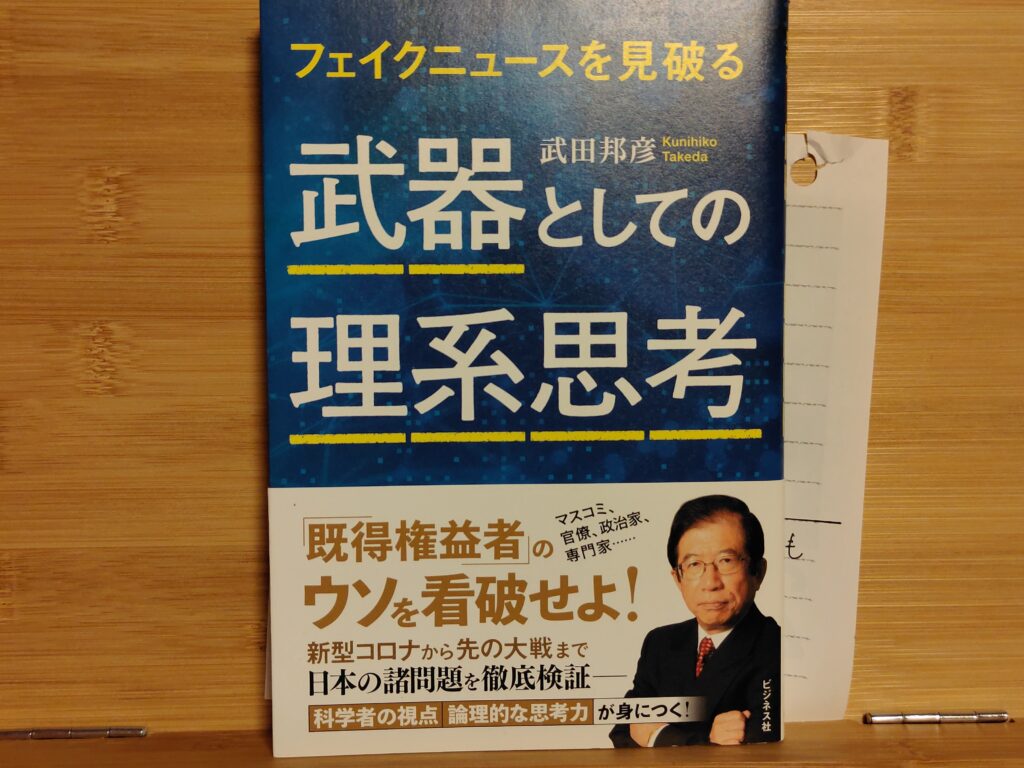 フェイクニュースを見破る
武田邦彦
Kunihiko
Takeda
武器としての
理系思考
「既得権益者」の
マスコミ、
官僚、政治家、
専門家……
ウソを看破せよ!
新型コロナから先の大戦まで
日本の諸問題を徹底検証――
科学者の視点 論理的な思考力 が身につく!
ビジネス社
も